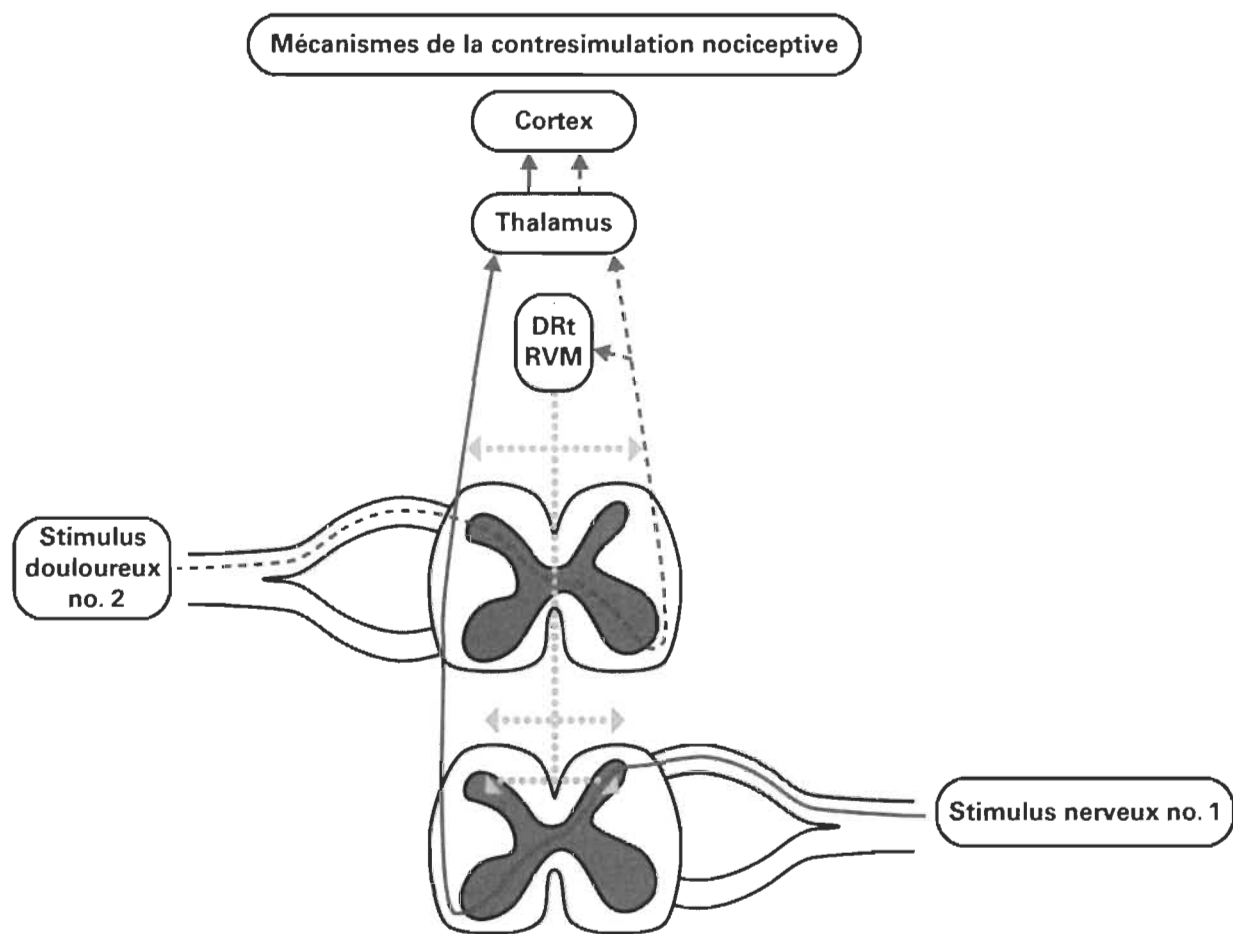 Mécanismes de la contresimulation nociceptive
Cortex
Thalamus
DRt
RVM
Stimulus
douloureux
no. 2
Stimulus nerveux no. 1